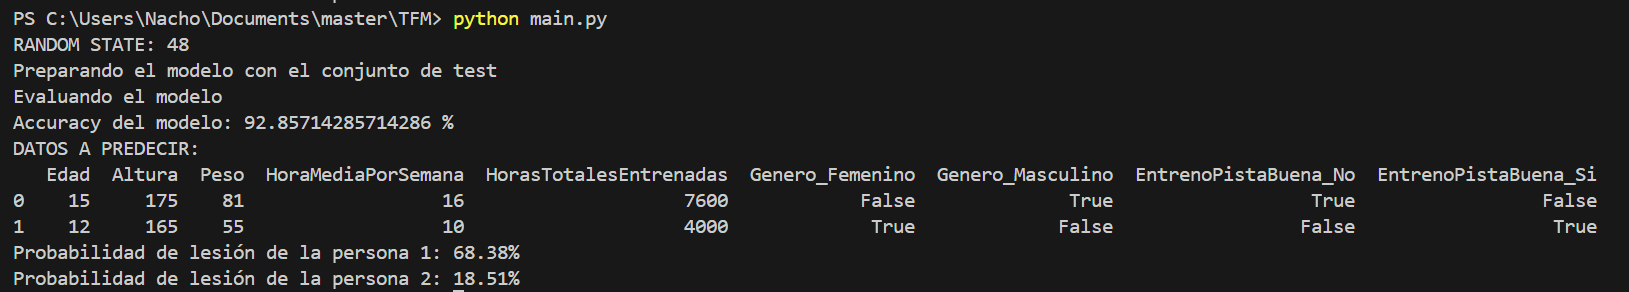 PS C:\Users\Nacho\Documents\master\TFM> python main.py
RANDOM STATE: 48
Preparando el modelo con el conjunto de test
Evaluando el modelo
Accuracy del modelo: 92.85714285714286 %
DATOS A PREDECIR:
   Edad  Altura  Peso  HoraMediaPorSemana  HorasTotalesEntrenadas  Genero_Femenino  Genero_Masculino  EntrenoPistaBuena_No  EntrenoPistaBuena_Si
0    15     175    81                  16                    7600            False              True                  True                 False
1    12     165    55                  10                    4000             True             False                 False                  True
Probabilidad de lesión de la persona 1: 68.38%
Probabilidad de lesión de la persona 2: 18.51%